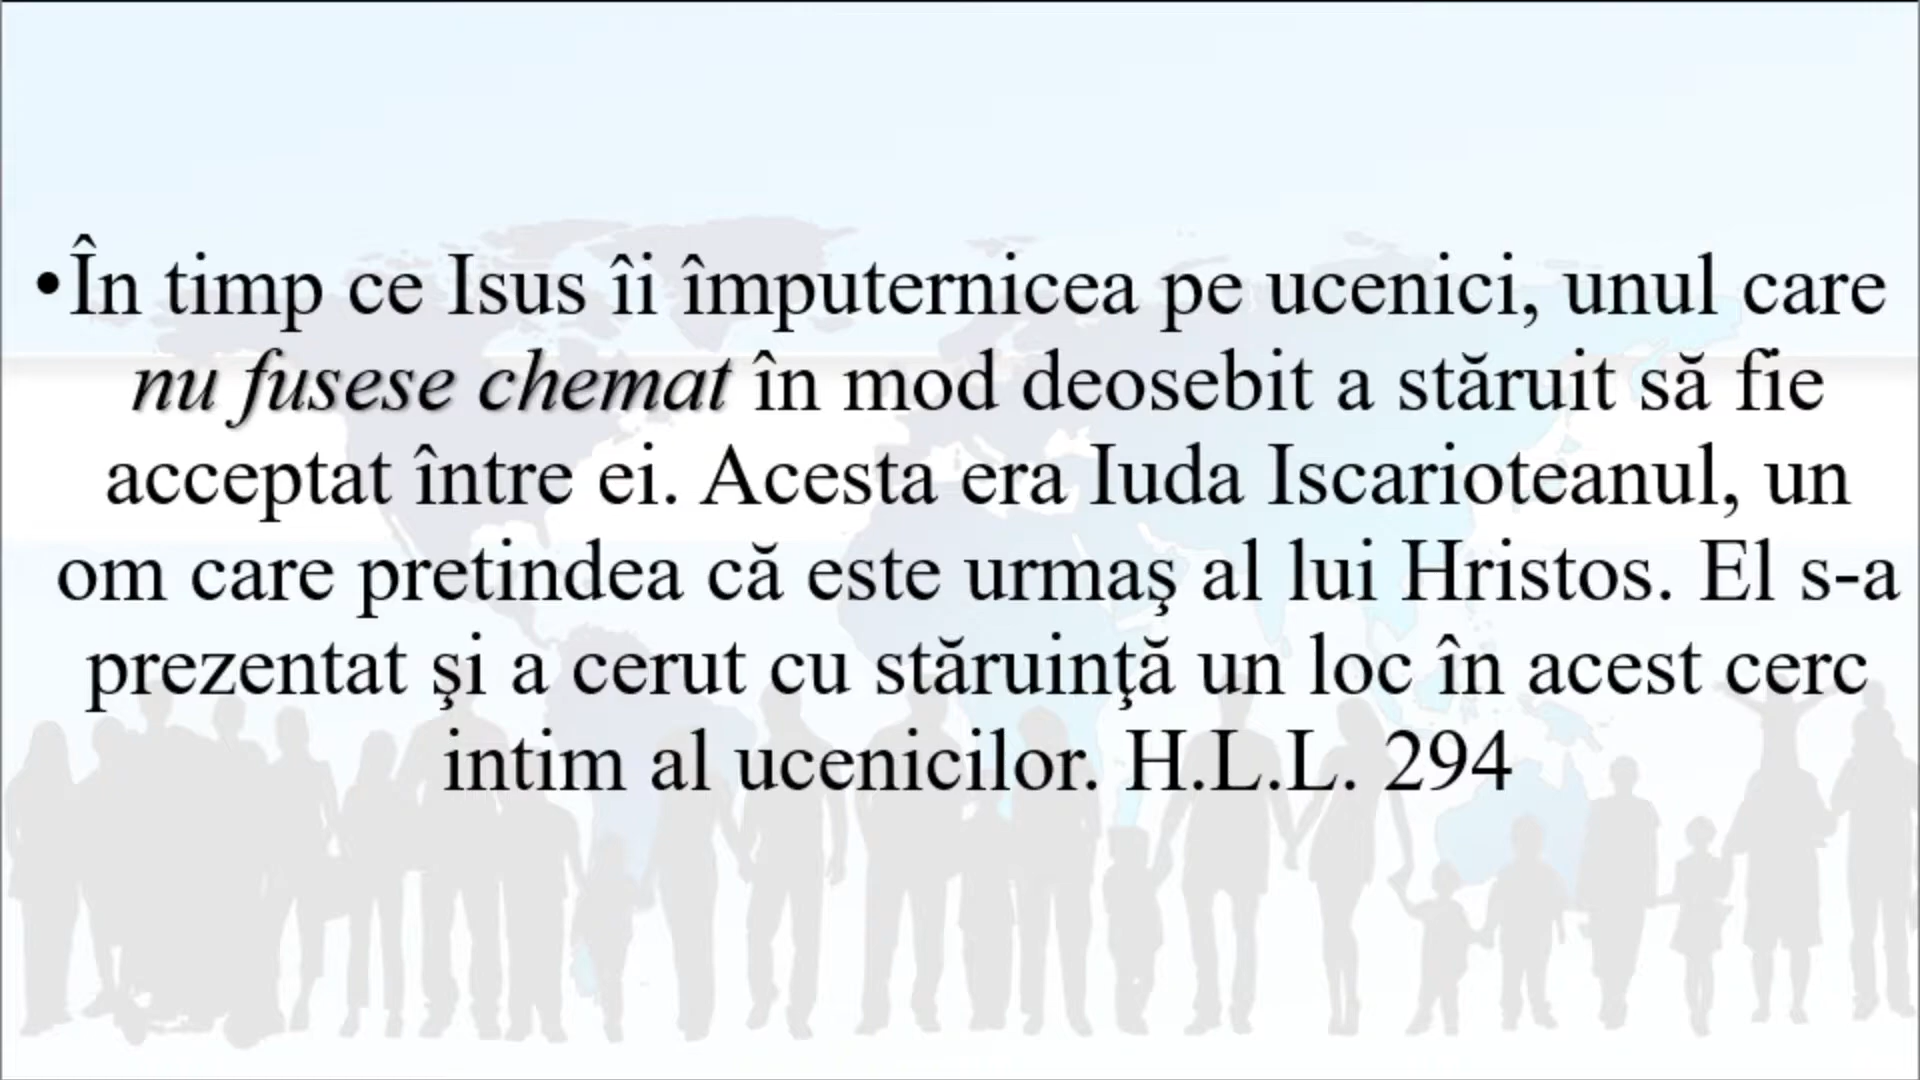 •În timp ce Isus îi împuternicea pe ucenici, unul care
nu fusese chemat în mod deosebit a stăruit să fie
acceptat între ei. Acesta era Iuda Iscarioteanul, un
om care pretindea că este urmaş al lui Hristos. El s-a
prezentat şi a cerut cu stăruinţă un loc în acest cerc
intim al ucenicilor. H.L.L. 294